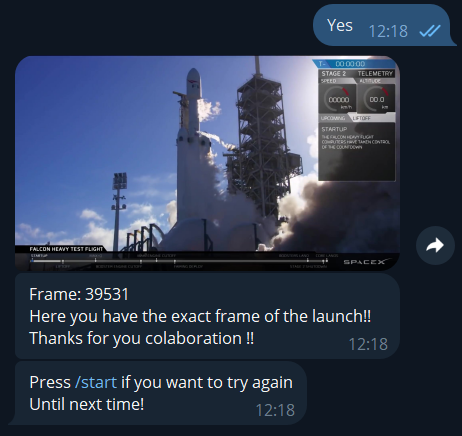 Yes 12:18
T- 00:00:00
STAGE 2 TELEMETRY
SPEED ALTITUDE
00000 00.0
km/h km
UPCOMING LIFTOFF
STARTUP
THE FALCON HEAVY FLIGHT
COMPUTERS HAVE TAKEN CONTROL
OF THE COUNTDOWN
FALCON HEAVY TEST FLIGHT
STARTUP
SPACEX
Frame: 39531
Here you have the exact frame of the launch!!
Thanks for you colaboration !!
12:18
Press /start if you want to try again
Until next time!
12:18